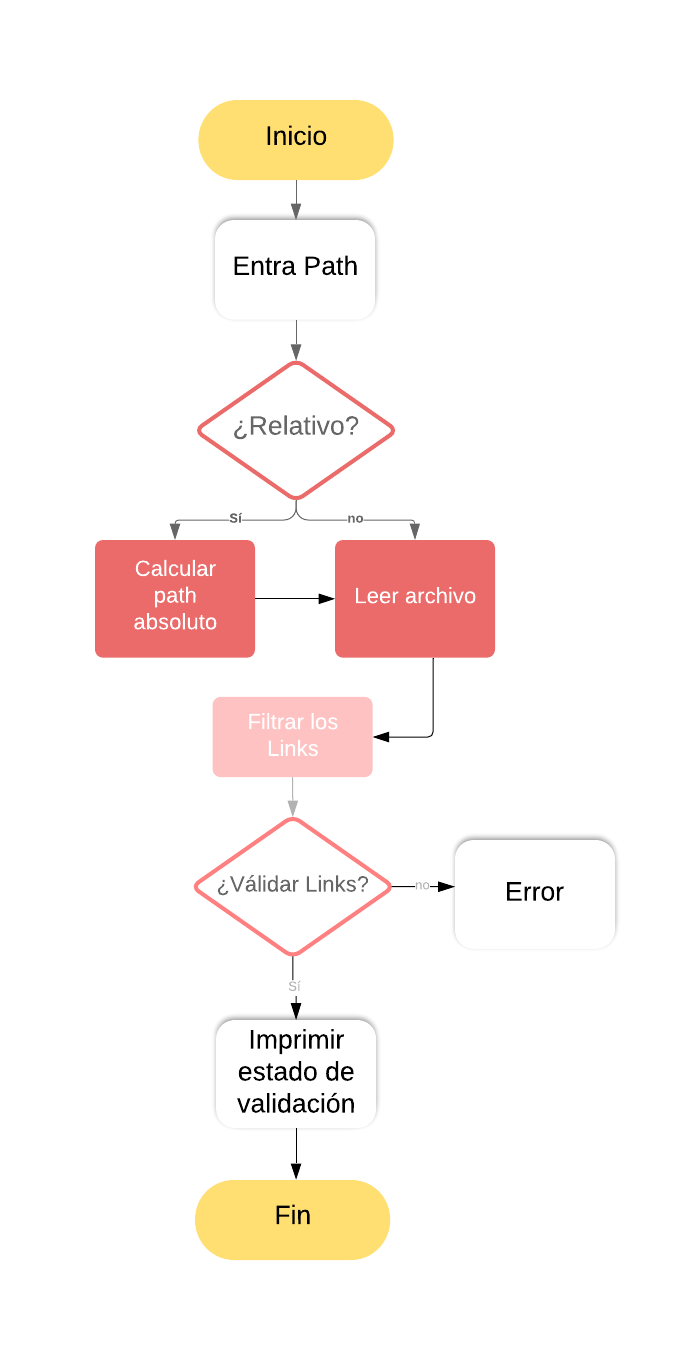 Inicio
Entra Path
¿Relativo?
Sí
no
Calcular
path
absoluto
Leer archivo
Filtrar los
Links
¿Válidar Links?
no
Error
Sí
Imprimir
estado de
validación
Fin